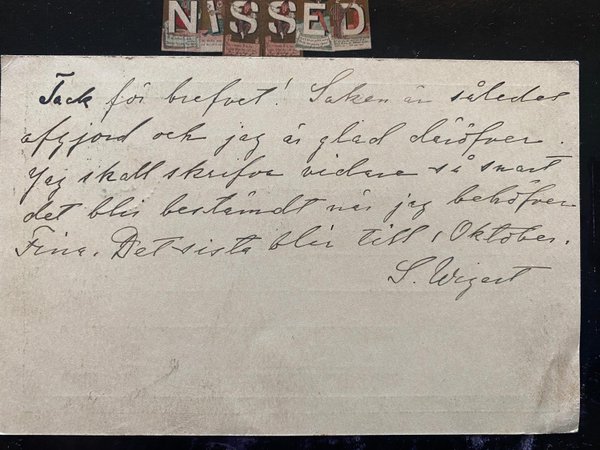 NISSED
Tack för brefvet! Saken är således
afgjord och jag är glad deröfver.
Jag skall skrifva vidare så snart
det blir bestämdt när jag behöfver
Fina. Det sista blir till 1 Oktober.
S. Wigert